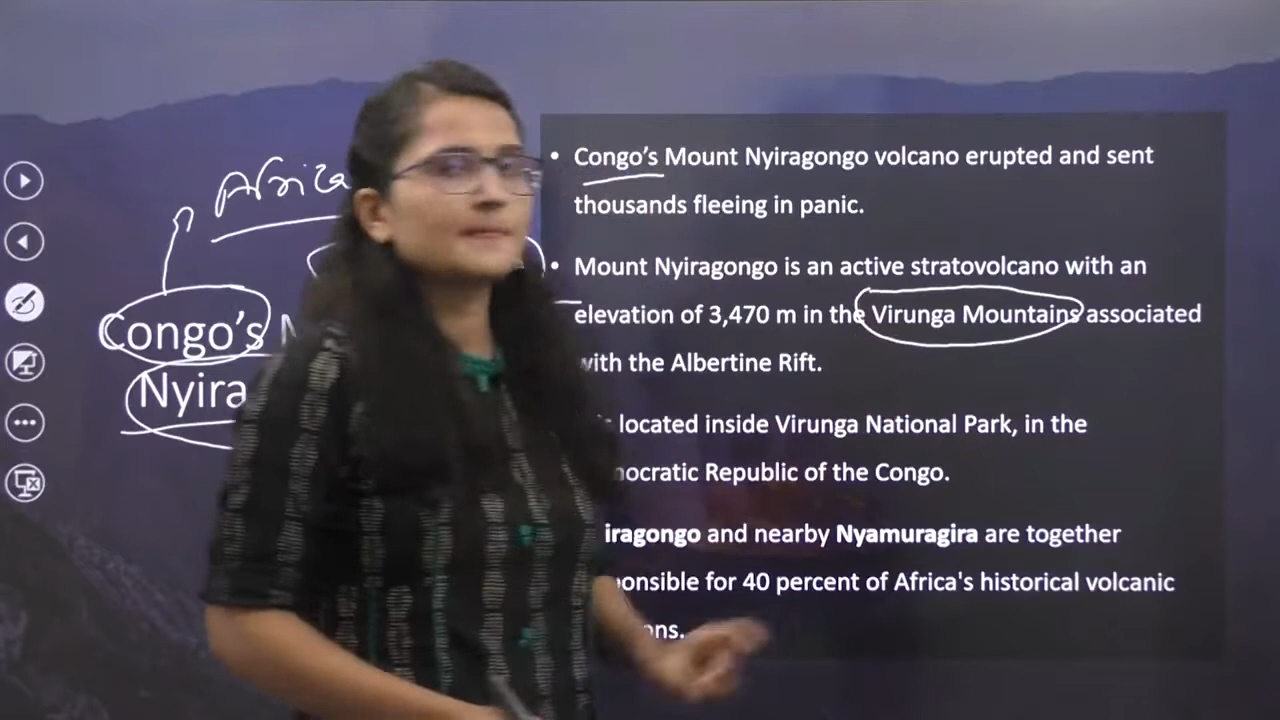 Africa
Congo's
Nyira
• Congo's Mount Nyiragongo volcano erupted and sent
thousands fleeing in panic.
• Mount Nyiragongo is an active stratovolcano with an
elevation of 3,470 m in the Virunga Mountains associated
with the Albertine Rift.
located inside Virunga National Park, in the
mocratic Republic of the Congo.
iragongo and nearby Nyamuragira are together
ponsible for 40 percent of Africa's historical volcanic
ons.